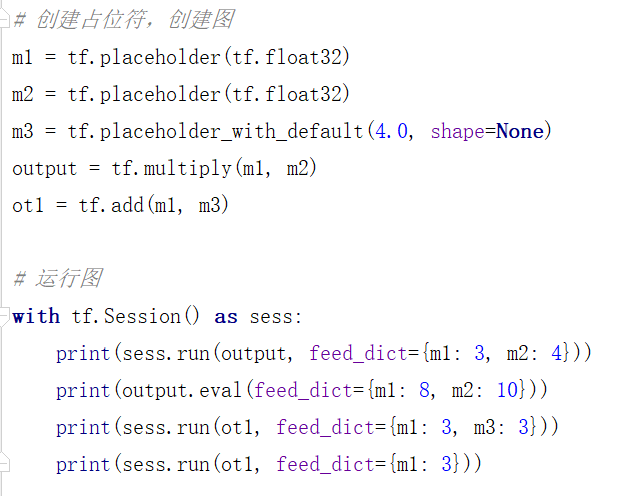 # 创建占位符，创建图
m1 = tf.placeholder(tf.float32)
m2 = tf.placeholder(tf.float32)
m3 = tf.placeholder_with_default(4.0, shape=None)
output = tf.multiply(m1, m2)
ot1 = tf.add(m1, m3)
# 运行图
with tf.Session() as sess:
    print(sess.run(output, feed_dict={m1: 3, m2: 4}))
    print(output.eval(feed_dict={m1: 8, m2: 10}))
    print(sess.run(ot1, feed_dict={m1: 3, m3: 3}))
    print(sess.run(ot1, feed_dict={m1: 3}))